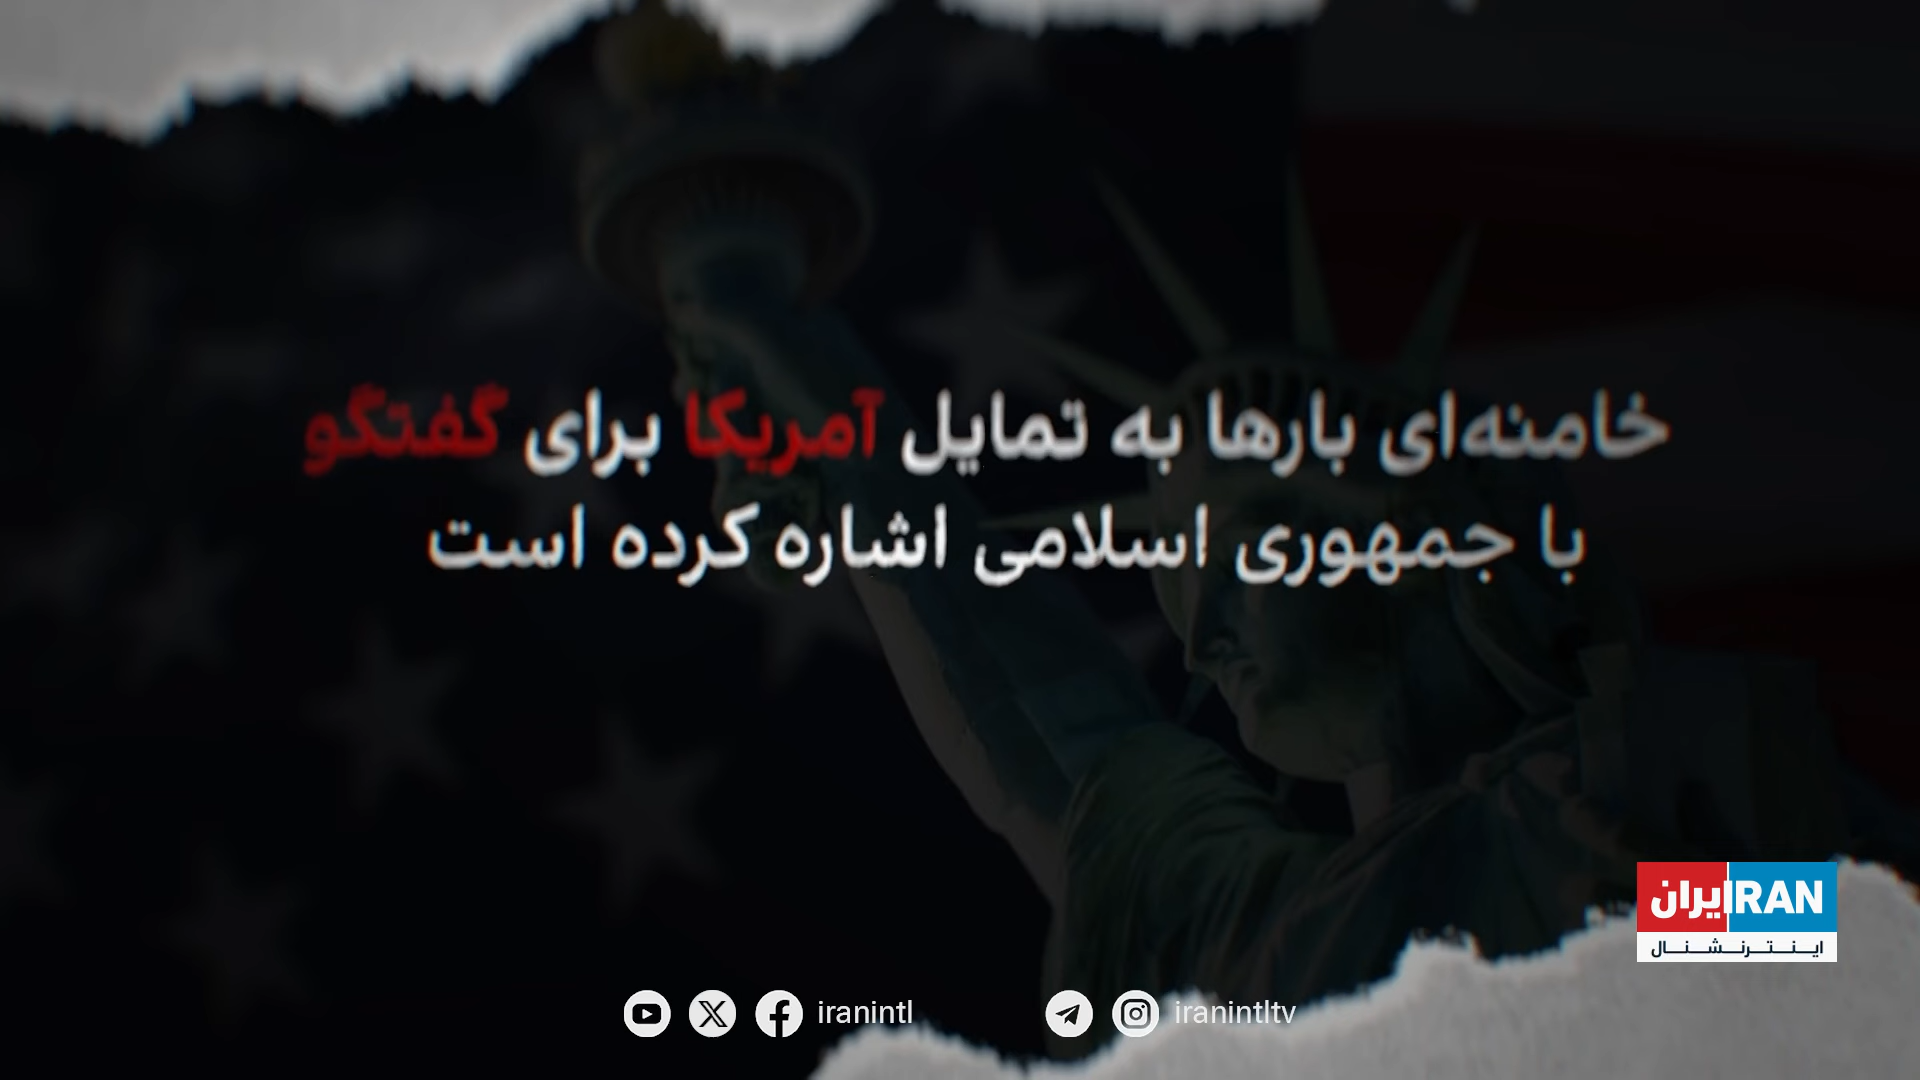 خامنه‌ای بارها به تمایل آمریکا برای گفتگو
با جمهوری اسلامی اشاره کرده است
ایران IRAN
اینترنشنال
iranintl
iranintltv